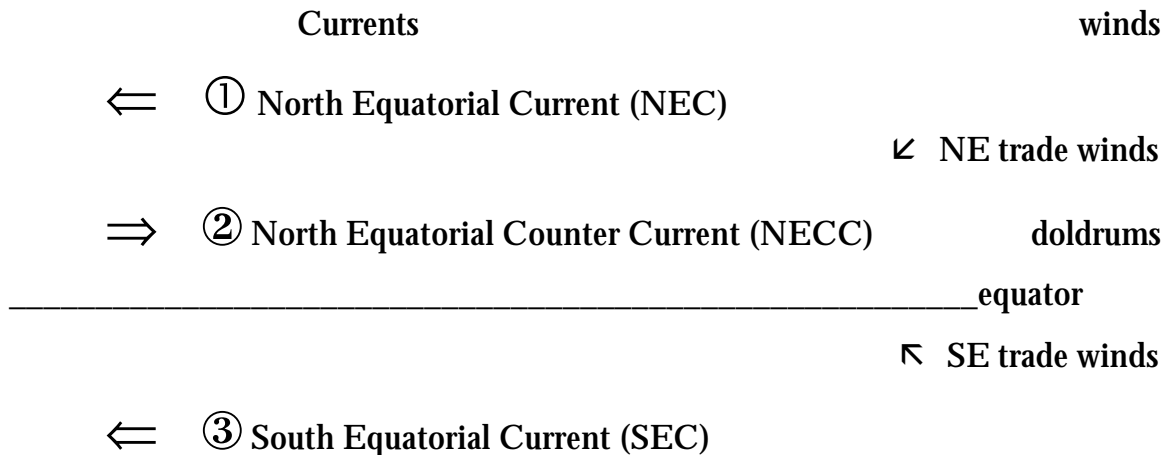 Currents winds
⇐ ① North Equatorial Current (NEC)
↙ NE trade winds
⇒ ② North Equatorial Counter Current (NECC) doldrums
________________________________________________________equator
↖ SE trade winds
⇐ ③ South Equatorial Current (SEC)